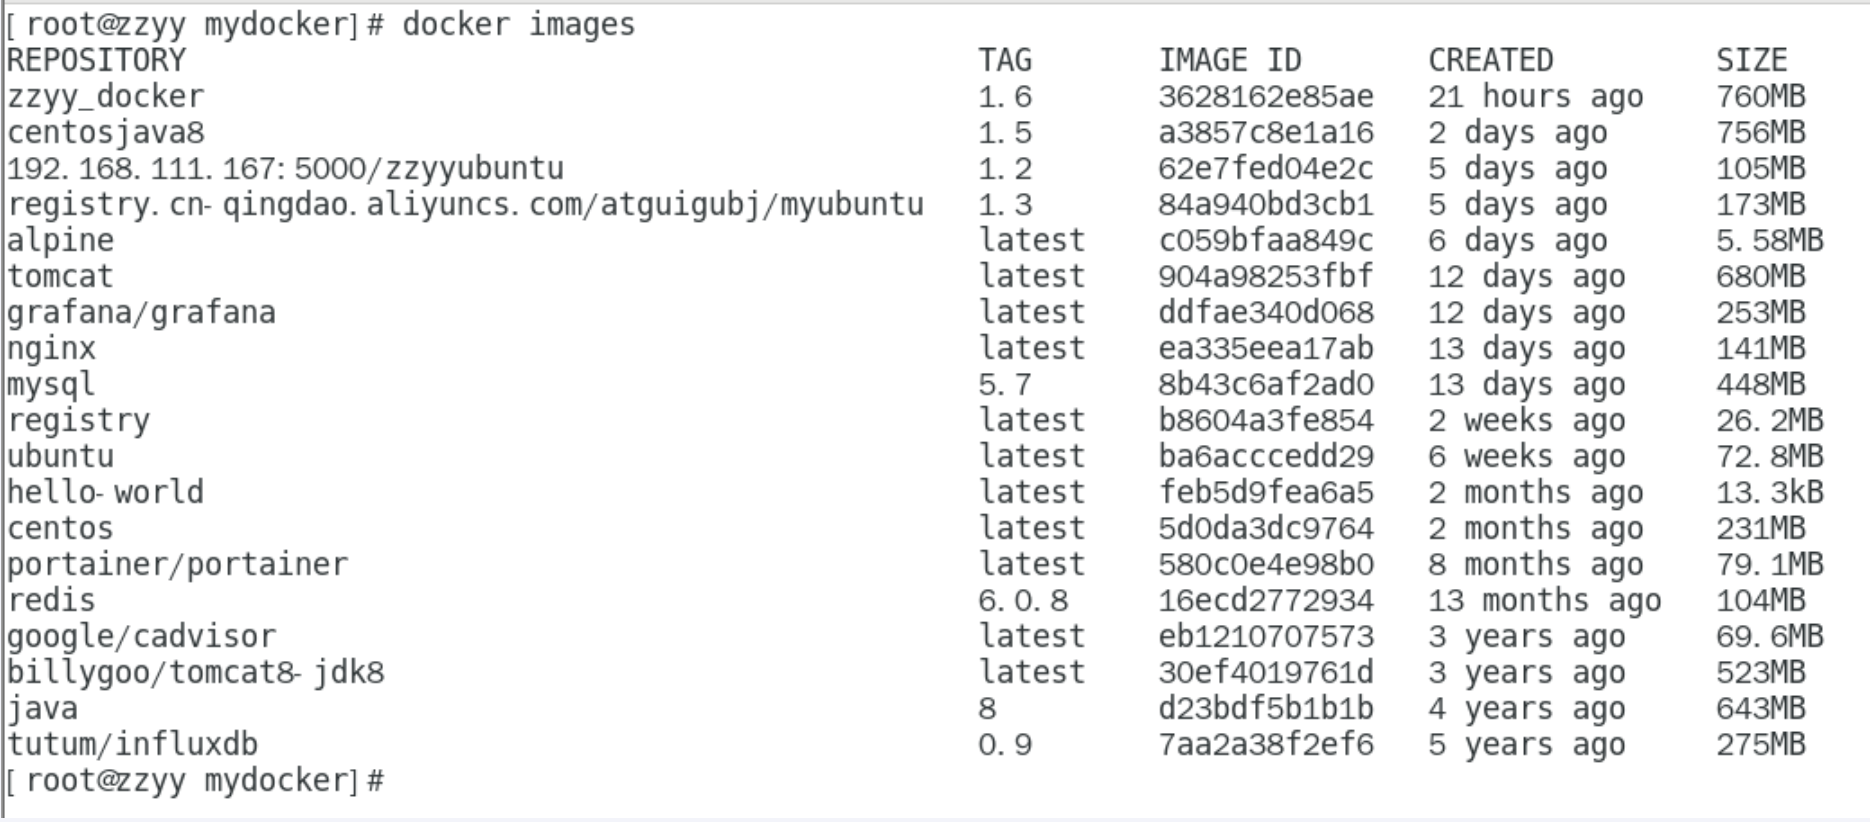 [root@zzyy mydocker]# docker images
REPOSITORY TAG IMAGE ID CREATED SIZE
zzyy_docker 1.6 3628162e85ae 21 hours ago 760MB
centosjava8 1.5 a3857c8e1a16 2 days ago 756MB
192.168.111.167:5000/zzyyubuntu 1.2 62e7fed04e2c 5 days ago 105MB
registry.cn-qingdao.aliyuncs.com/atguigubj/myubuntu 1.3 84a940bd3cb1 5 days ago 173MB
alpine latest c059bfaa849c 6 days ago 5.58MB
tomcat latest 904a98253fbf 12 days ago 680MB
grafana/grafana latest ddfae340d068 12 days ago 253MB
nginx latest ea335eea17ab 13 days ago 141MB
mysql 5.7 8b43c6af2ad0 13 days ago 448MB
registry latest b8604a3fe854 2 weeks ago 26.2MB
ubuntu latest ba6acccedd29 6 weeks ago 72.8MB
hello-world latest feb5d9fea6a5 2 months ago 13.3kB
centos latest 5d0da3dc9764 2 months ago 231MB
portainer/portainer latest 580c0e4e98b0 8 months ago 79.1MB
redis 6.0.8 16ecd2772934 13 months ago 104MB
google/cadvisor latest eb1210707573 3 years ago 69.6MB
billygoo/tomcat8-jdk8 latest 30ef4019761d 3 years ago 523MB
java 8 d23bdf5b1b1b 4 years ago 643MB
tutum/influxdb 0.9 7aa2a38f2ef6 5 years ago 275MB
[root@zzyy mydocker]#